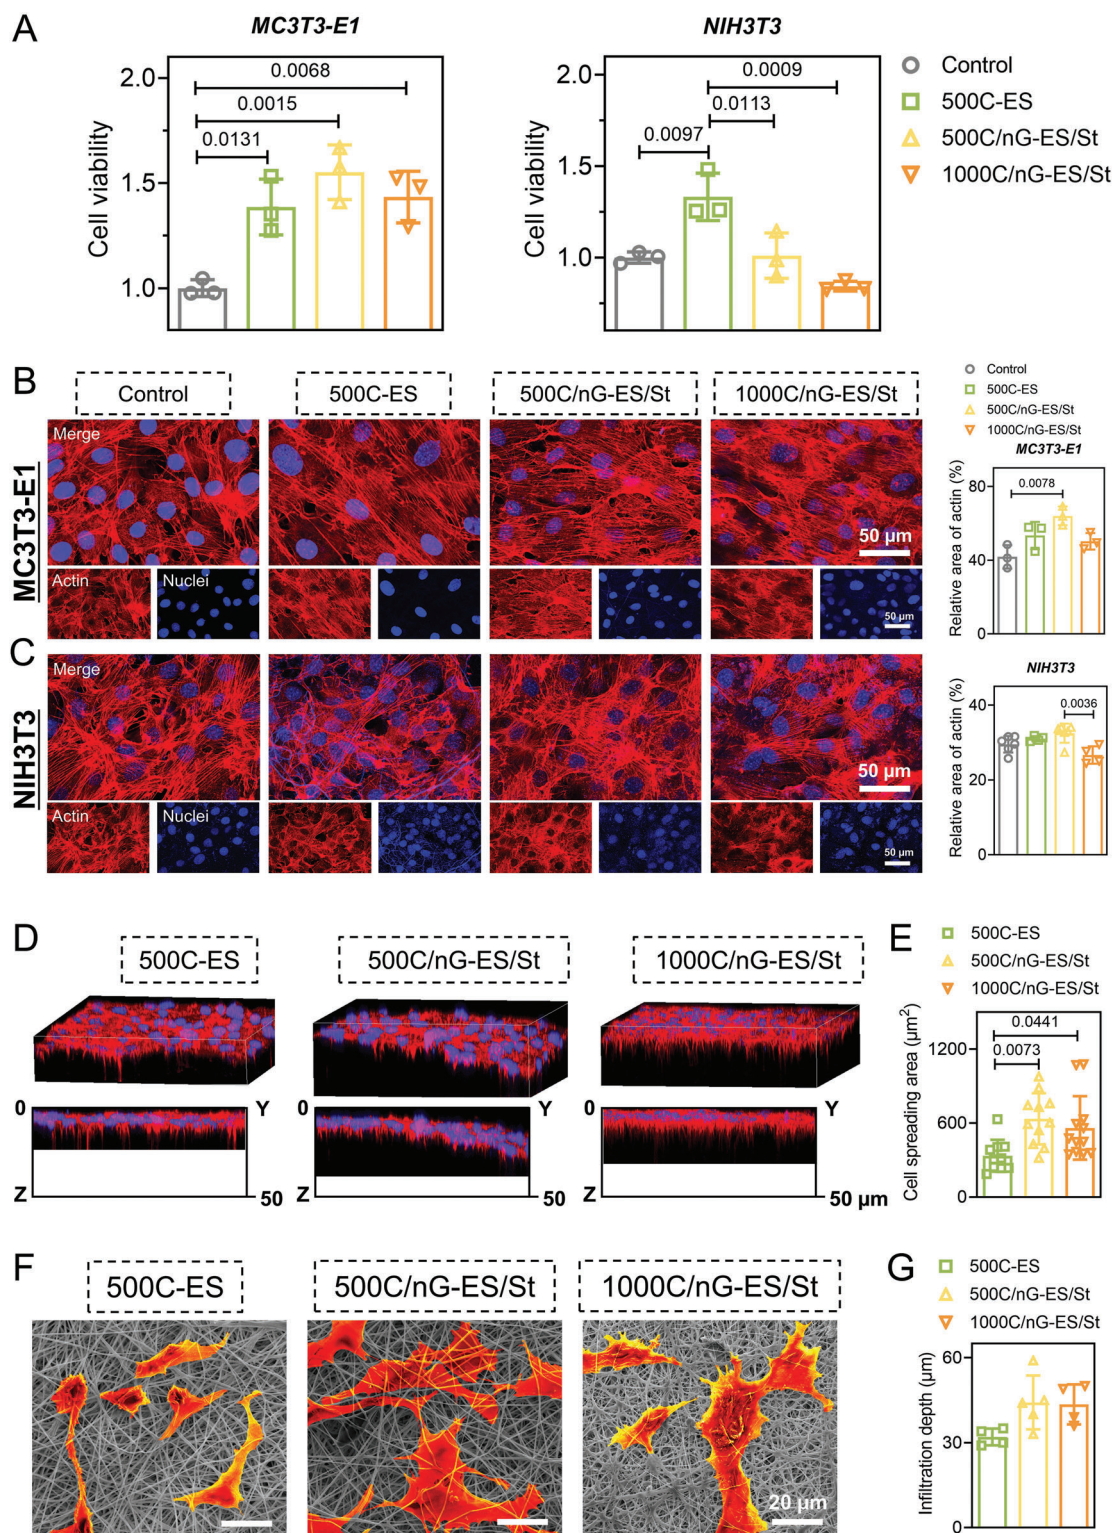 A
MC3T3-E1
NIH3T3
Cell viability
2.0
1.5
1.0
0.0068
0.0015
0.0131
Cell viability
2.0
1.5
1.0
0.0009
0.0113
0.0097
Control
500C-ES
500C/nG-ES/St
1000C/nG-ES/St
B
Control
500C-ES
500C/nG-ES/St
1000C/nG-ES/St
MC3T3-E1
Merge
50 µm
Actin
Nuclei
50 µm
Control
500C-ES
500C/nG-ES/St
1000C/nG-ES/St
MC3T3-E1
Relative area of actin (%)
80
40
0
0.0078
C
NIH3T3
Merge
50 µm
Actin
Nuclei
50 µm
NIH3T3
Relative area of actin (%)
40
20
0
0.0036
D
500C-ES
500C/nG-ES/St
1000C/nG-ES/St
0
Y
Z
50
0
Y
Z
50
0
Y
Z
50 µm
E
500C-ES
500C/nG-ES/St
1000C/nG-ES/St
Cell spreading area (µm²)
1200
600
0
0.0441
0.0073
F
500C-ES
500C/nG-ES/St
1000C/nG-ES/St
20 µm
G
500C-ES
500C/nG-ES/St
1000C/nG-ES/St
Infiltration depth (µm)
60
30
0